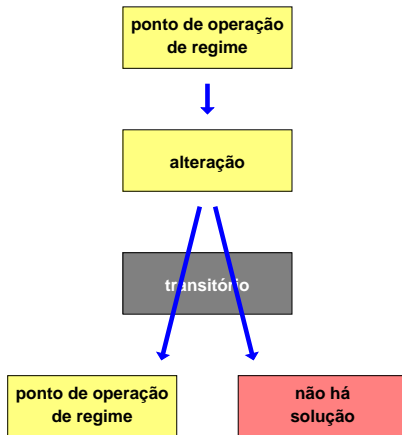 ponto de operação
de regime
alteração
transitório
ponto de operação
de regime
não há
solução